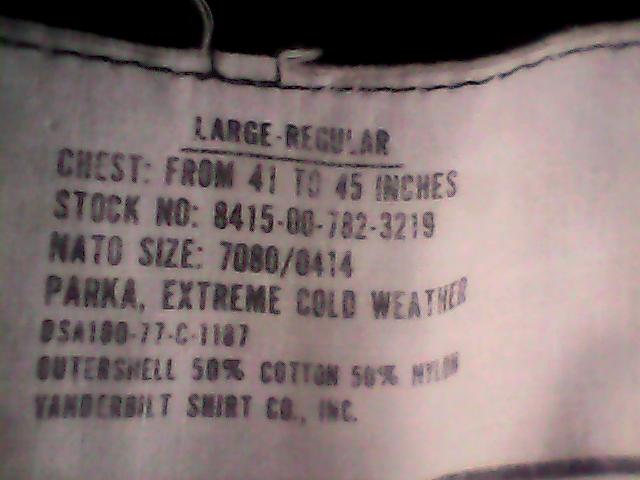 LARGE-REGULAR
CHEST: FROM 41 TO 45 INCHES
STOCK NO: 8415-00-782-3219
NATO SIZE: 7080/0414
PARKA, EXTREME COLD WEATHER
DSA100-77-C-1187
OUTERSHELL 50% COTTON 50% NYLON
VANDERBILT SHIRT CO., INC.